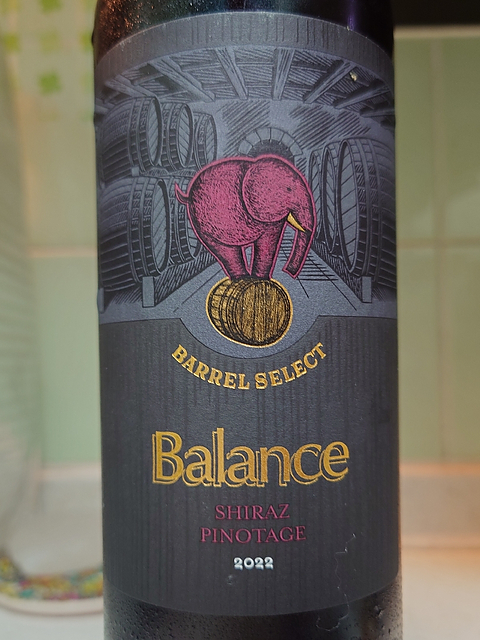 BARREL SELECT
Balance
SHIRAZ
PINOTAGE
2022